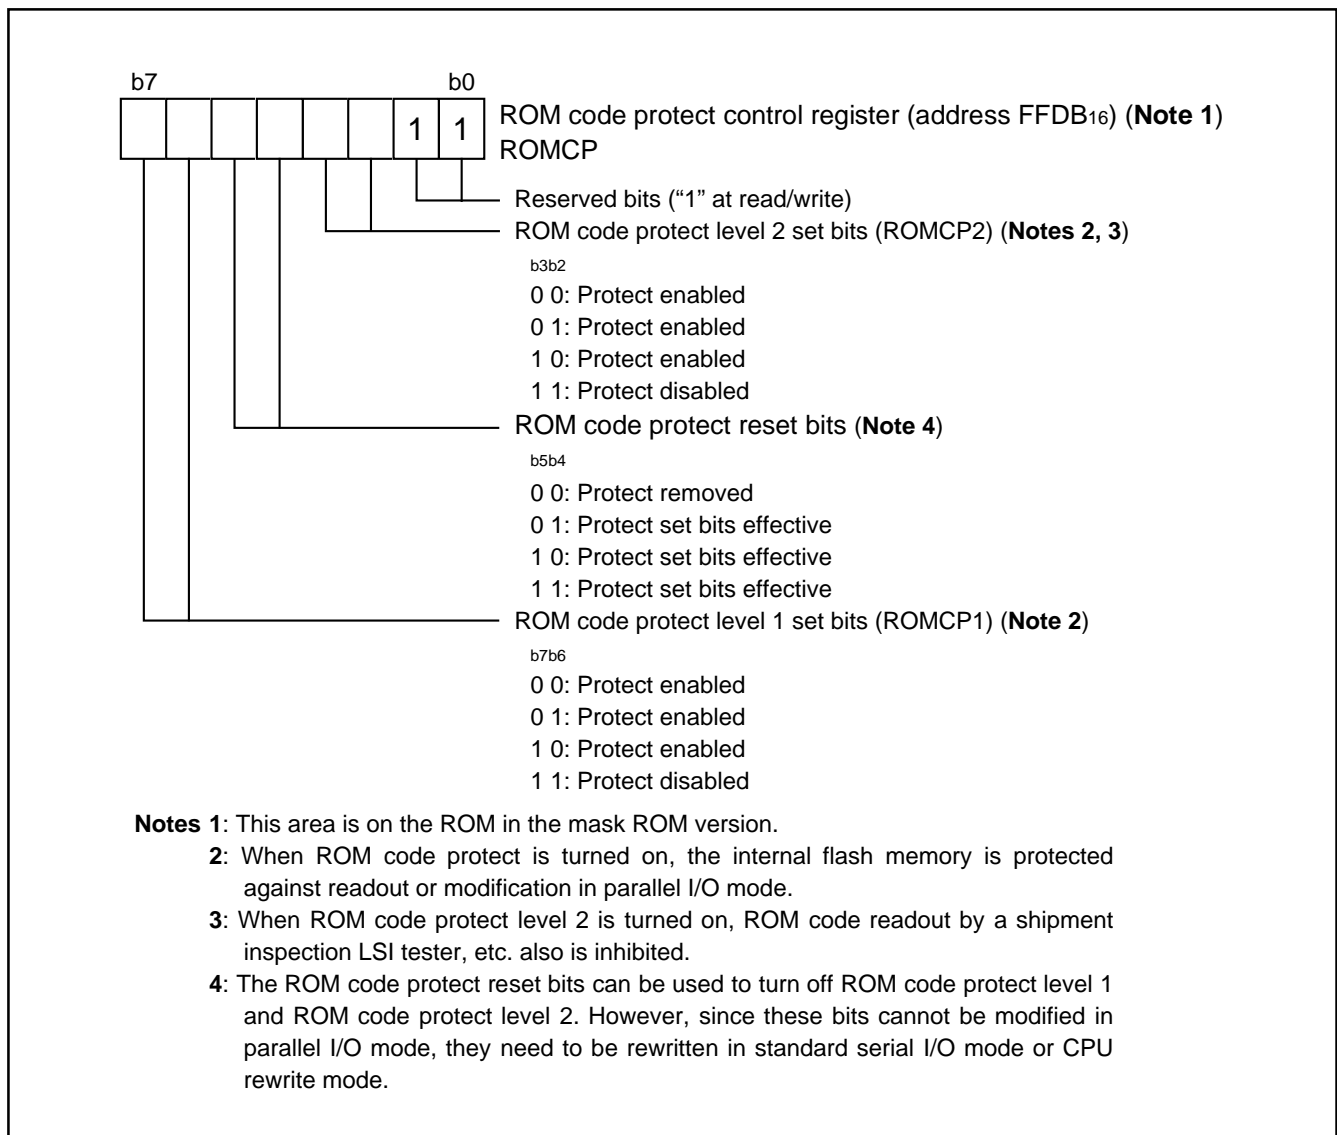 b7 b0
1 1
ROM code protect control register (address FFDB16) (Note 1)
ROMCP
Reserved bits (“1” at read/write)
ROM code protect level 2 set bits (ROMCP2) (Notes 2, 3)
b3b2
0 0: Protect enabled
0 1: Protect enabled
1 0: Protect enabled
1 1: Protect disabled
ROM code protect reset bits (Note 4)
b5b4
0 0: Protect removed
0 1: Protect set bits effective
1 0: Protect set bits effective
1 1: Protect set bits effective
ROM code protect level 1 set bits (ROMCP1) (Note 2)
b7b6
0 0: Protect enabled
0 1: Protect enabled
1 0: Protect enabled
1 1: Protect disabled
Notes 1: This area is on the ROM in the mask ROM version.
2: When ROM code protect is turned on, the internal flash memory is protected
against readout or modification in parallel I/O mode.
3: When ROM code protect level 2 is turned on, ROM code readout by a shipment
inspection LSI tester, etc. also is inhibited.
4: The ROM code protect reset bits can be used to turn off ROM code protect level 1
and ROM code protect level 2. However, since these bits cannot be modified in
parallel I/O mode, they need to be rewritten in standard serial I/O mode or CPU
rewrite mode.